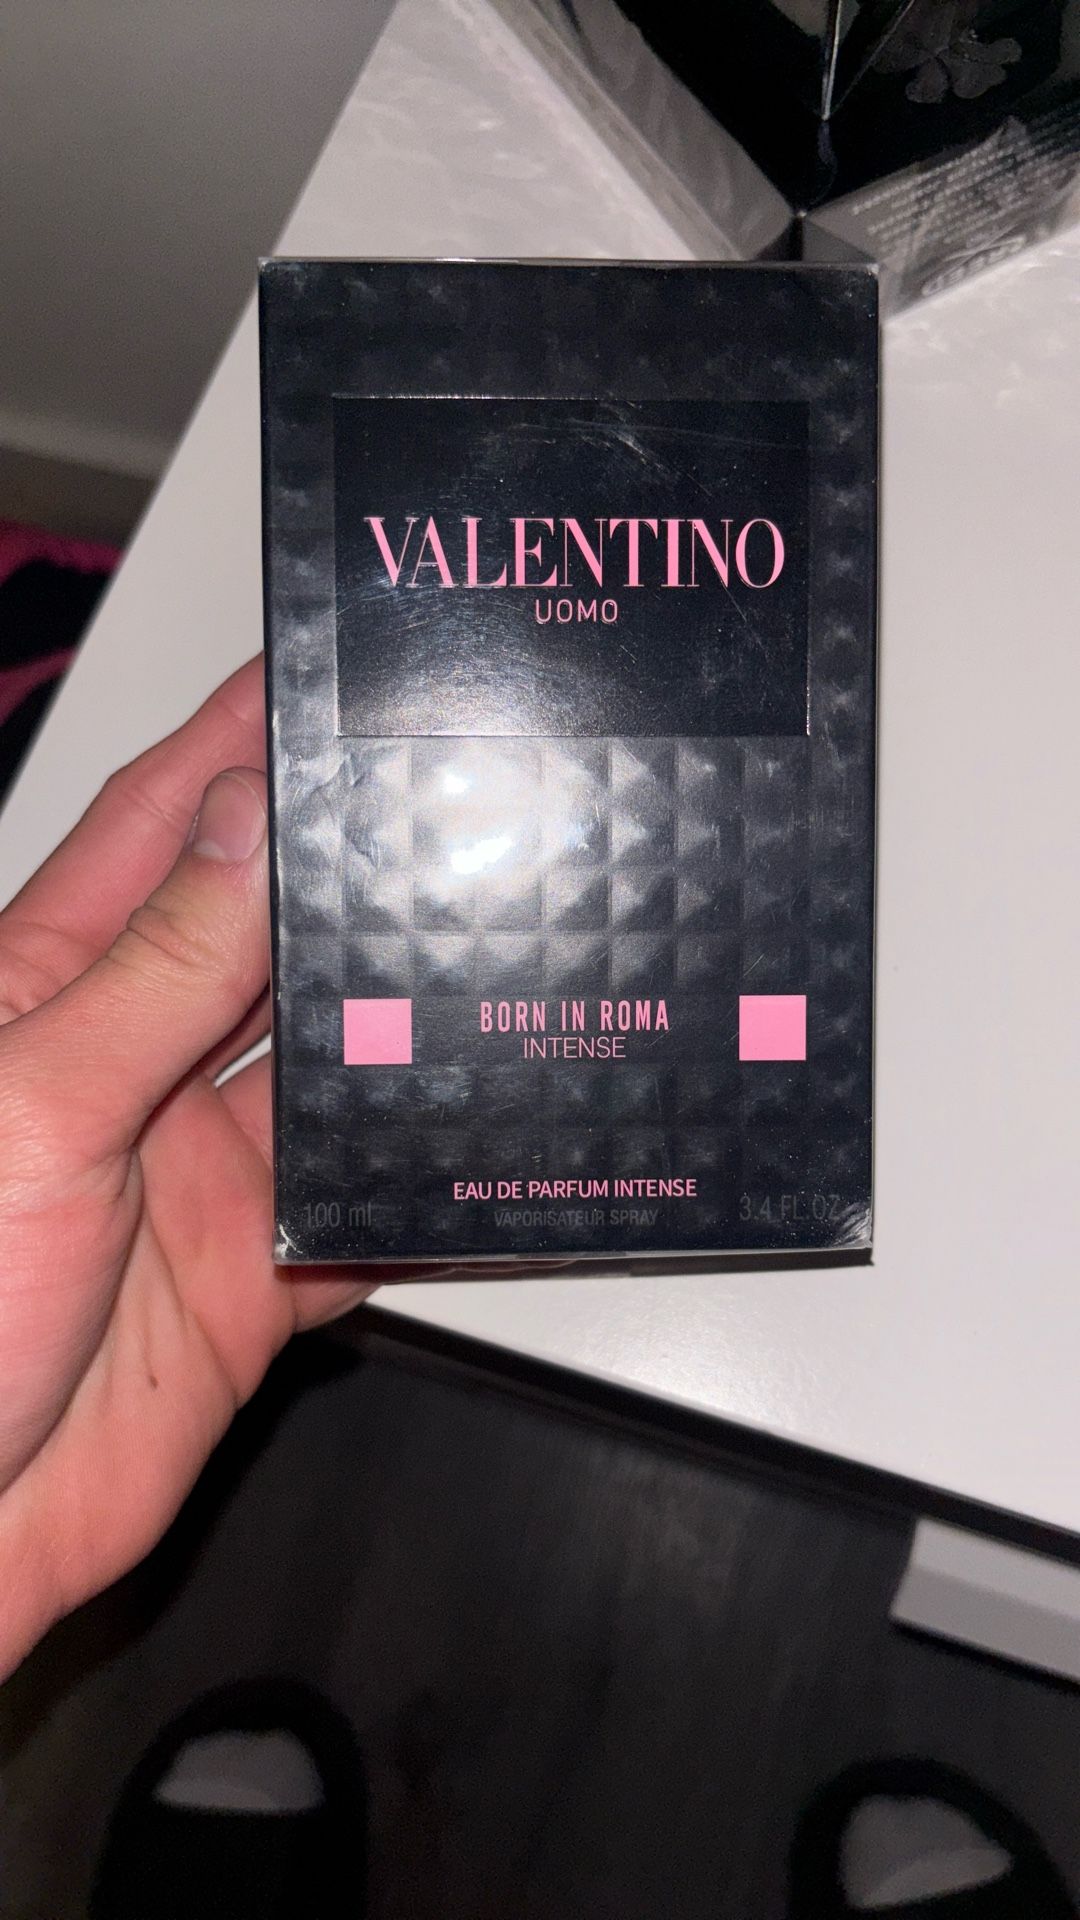 VALENTINO
UOMO
BORN IN ROMA
INTENSE
EAU DE PARFUM INTENSE
100 ml
VAPORISATEUR SPRAY
3.4 FL.OZ